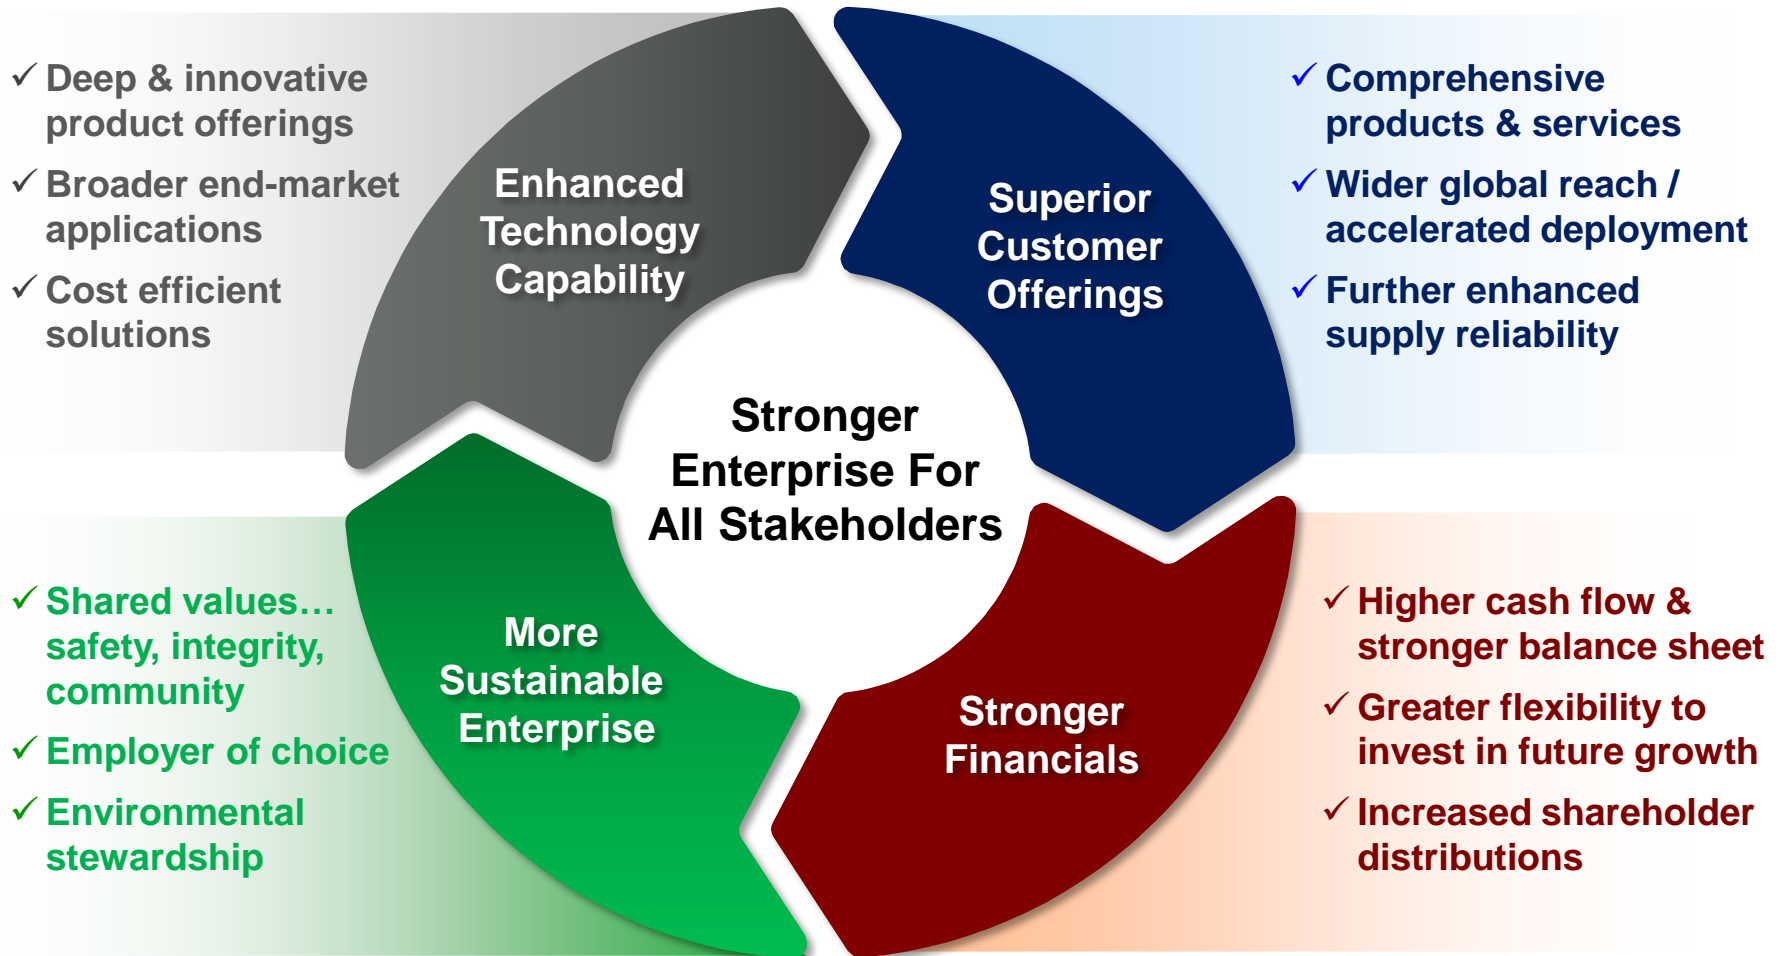 ✓ Deep & innovative
product offerings
✓ Broader end-market
applications
✓ Cost efficient
solutions
Enhanced
Technology
Capability
Superior
Customer
Offerings
✓ Comprehensive
products & services
✓ Wider global reach /
accelerated deployment
✓ Further enhanced
supply reliability
Stronger
Enterprise For
All Stakeholders
✓ Shared values…
safety, integrity,
community
✓ Employer of choice
✓ Environmental
stewardship
More
Sustainable
Enterprise
Stronger
Financials
✓ Higher cash flow &
stronger balance sheet
✓ Greater flexibility to
invest in future growth
✓ Increased shareholder
distributions